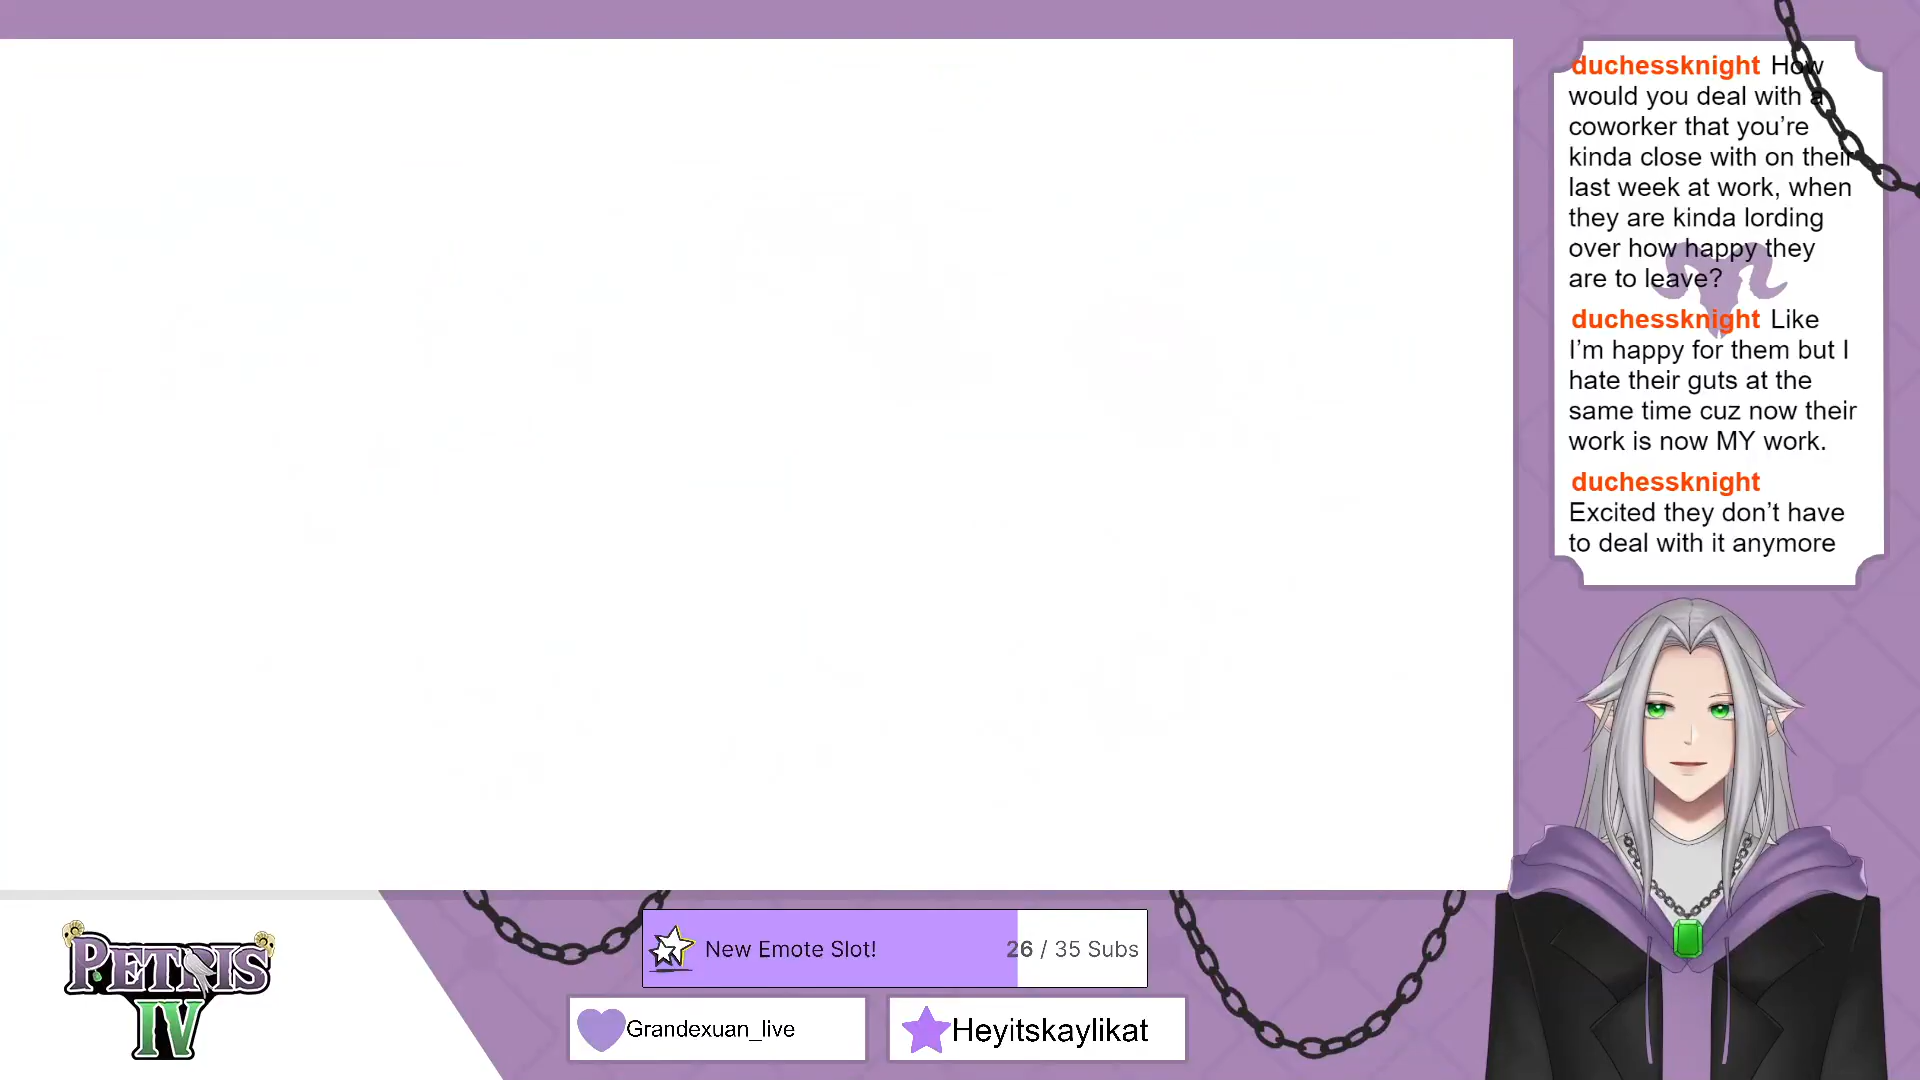 duchessknight How
would you deal with a
coworker that you’re
kinda close with on their
last week at work, when
they are kinda lording
over how happy they
are to leave?
duchessknight Like
I’m happy for them but I
hate their guts at the
same time cuz now their
work is now MY work.
duchessknight
Excited they don’t have
to deal with it anymore
PETRIS
IV
New Emote Slot! 26 / 35 Subs
Grandexuan_live
Heyitskaylikat